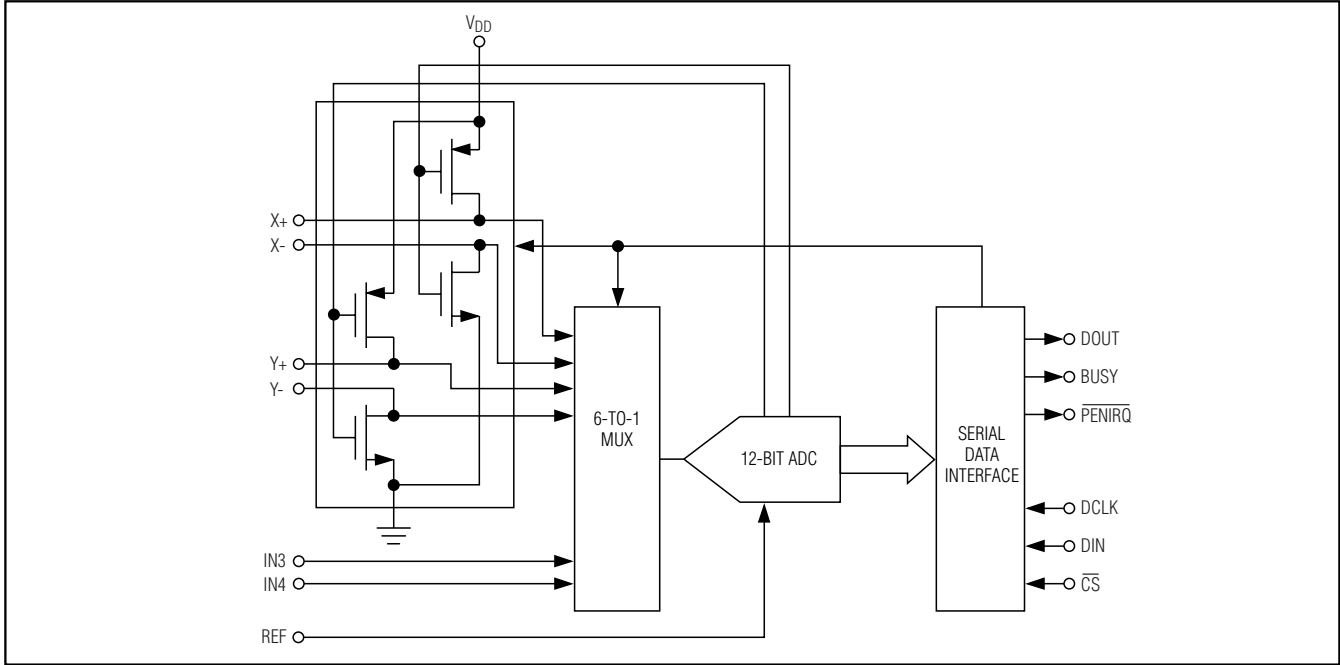 VDD
X+
X-
Y+
Y-
6-TO-1
MUX
12-BIT ADC
SERIAL
DATA
INTERFACE
DOUT
BUSY
PENIRQ
DCLK
DIN
CS
IN3
IN4
REF